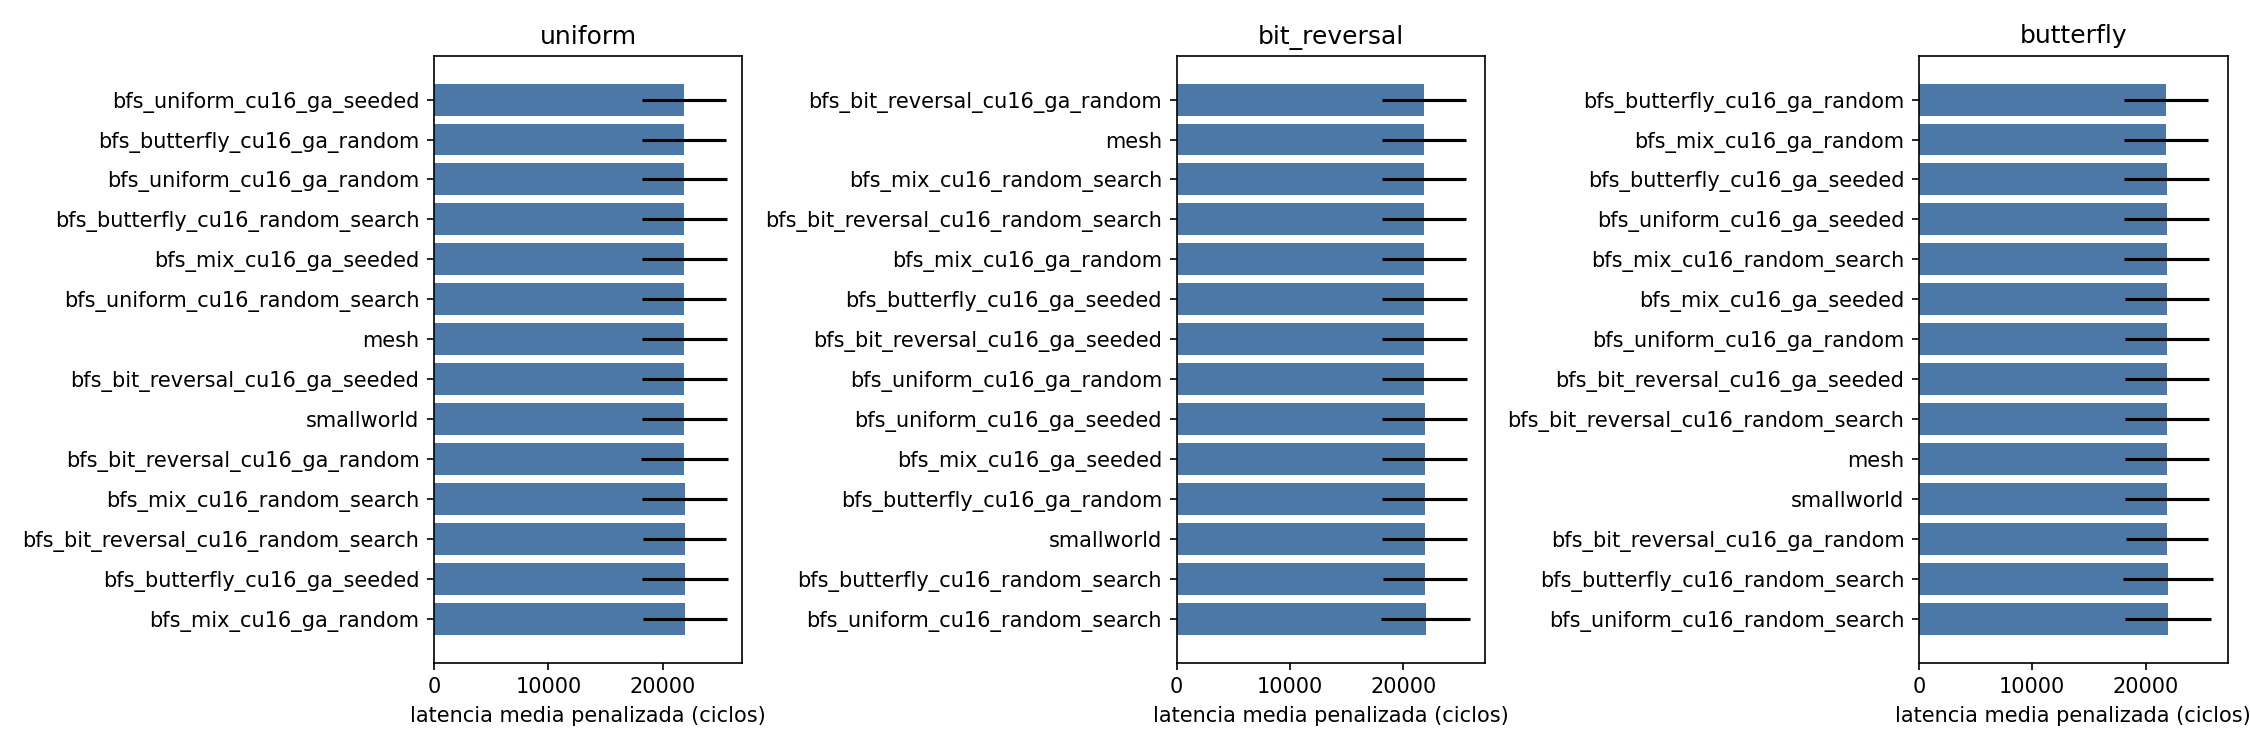 uniform
bfs_uniform_cu16_ga_seeded
bfs_butterfly_cu16_ga_random
bfs_uniform_cu16_ga_random
bfs_butterfly_cu16_random_search
bfs_mix_cu16_ga_seeded
bfs_uniform_cu16_random_search
mesh
bfs_bit_reversal_cu16_ga_seeded
smallworld
bfs_bit_reversal_cu16_ga_random
bfs_mix_cu16_random_search
bfs_bit_reversal_cu16_random_search
bfs_butterfly_cu16_ga_seeded
bfs_mix_cu16_ga_random
0 10000 20000
latencia media penalizada (ciclos)
bit_reversal
bfs_bit_reversal_cu16_ga_random
mesh
bfs_mix_cu16_random_search
bfs_bit_reversal_cu16_random_search
bfs_mix_cu16_ga_random
bfs_butterfly_cu16_ga_seeded
bfs_bit_reversal_cu16_ga_seeded
bfs_uniform_cu16_ga_random
bfs_uniform_cu16_ga_seeded
bfs_mix_cu16_ga_seeded
bfs_butterfly_cu16_ga_random
smallworld
bfs_butterfly_cu16_random_search
bfs_uniform_cu16_random_search
0 10000 20000
latencia media penalizada (ciclos)
butterfly
bfs_butterfly_cu16_ga_random
bfs_mix_cu16_ga_random
bfs_butterfly_cu16_ga_seeded
bfs_uniform_cu16_ga_seeded
bfs_mix_cu16_random_search
bfs_mix_cu16_ga_seeded
bfs_uniform_cu16_ga_random
bfs_bit_reversal_cu16_ga_seeded
bfs_bit_reversal_cu16_random_search
mesh
smallworld
bfs_bit_reversal_cu16_ga_random
bfs_butterfly_cu16_random_search
bfs_uniform_cu16_random_search
0 10000 20000
latencia media penalizada (ciclos)